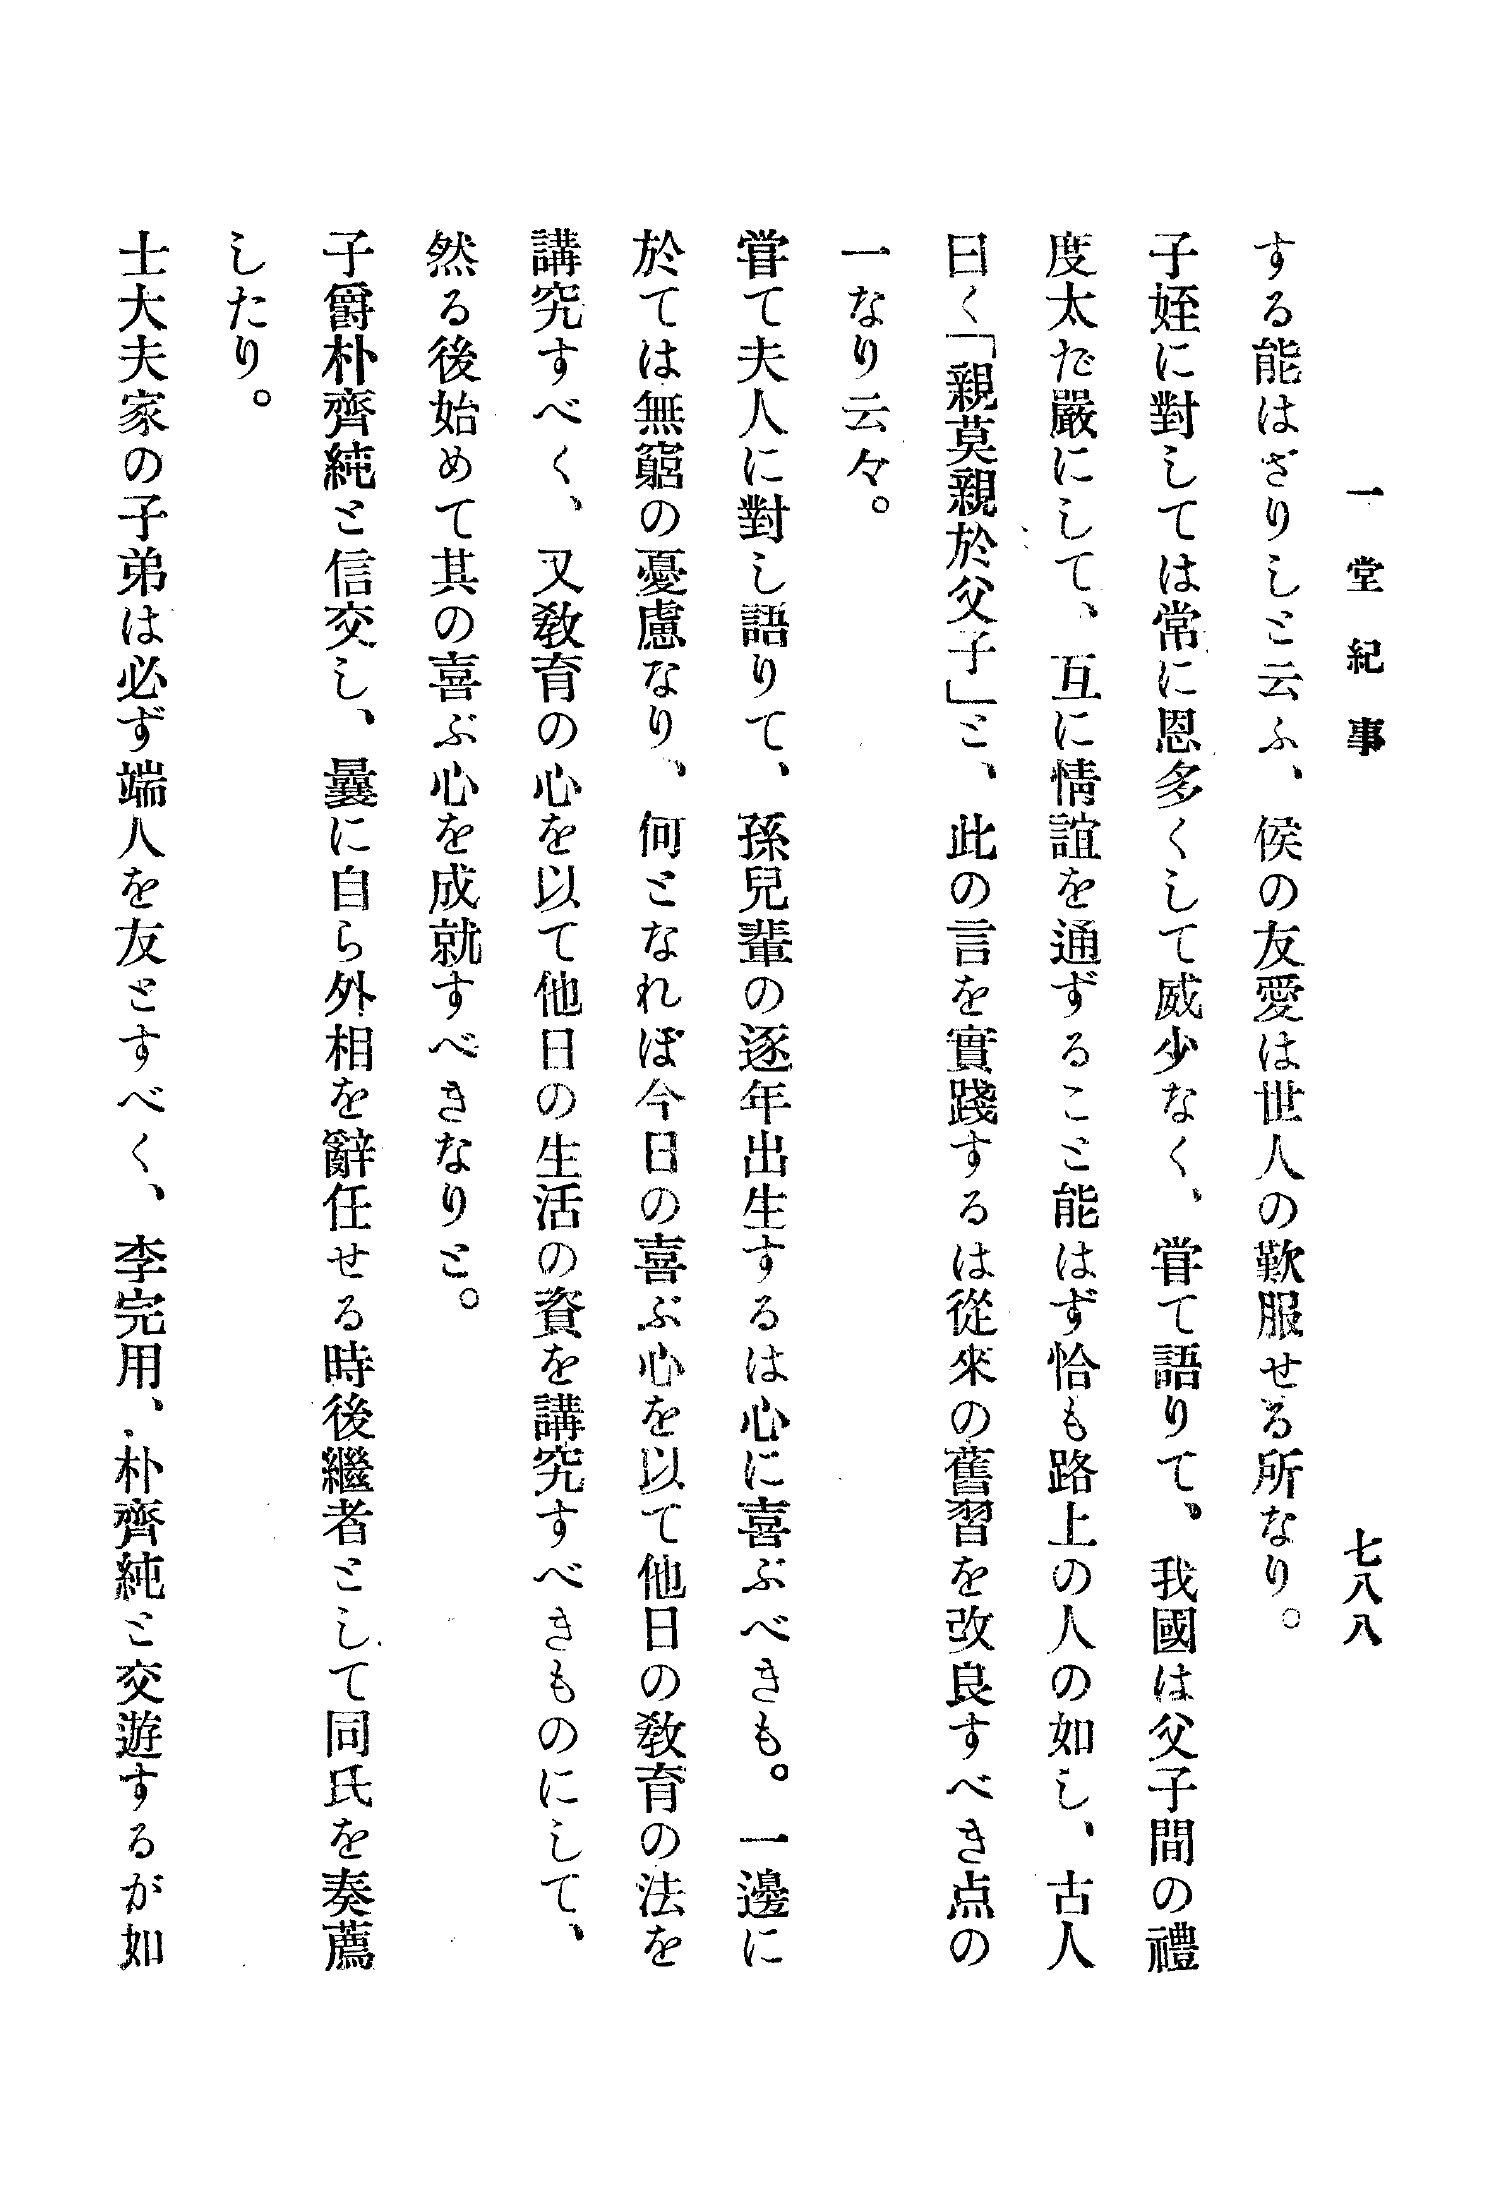 一堂紀事
七八八
する能はざりしと云ふ、侯の友愛は世人の歎服せる所なり。
子姪に對しては常に恩多くして威少なく、嘗て語りて、我國は父子間の禮
度太だ嚴にして、互に情誼を通ずること能はず恰も路上の人の如し、古人
曰く「親莫親於父子」と、此の言を實踐するは從來の舊習を改良すべき点の
一なり云々。
嘗て夫人に對し語りて、孫兒輩の逐年出生するは心に喜ぶべきも。一邊に
於ては無窮の憂慮なり、何となれば今日の喜ぶ心を以て他日の敎育の法を
講究すべく、又敎育の心を以て他日の生活の資を講究すべきものにして、
然る後始めて其の喜ぶ心を成就すべきなりと。
子爵朴齊純と信交し、曩に自ら外相を辭任せる時後繼者として同氏を奏薦
したり。
士大夫家の子弟は必ず端人を友とすべく、李完用、朴齊純と交遊するが如